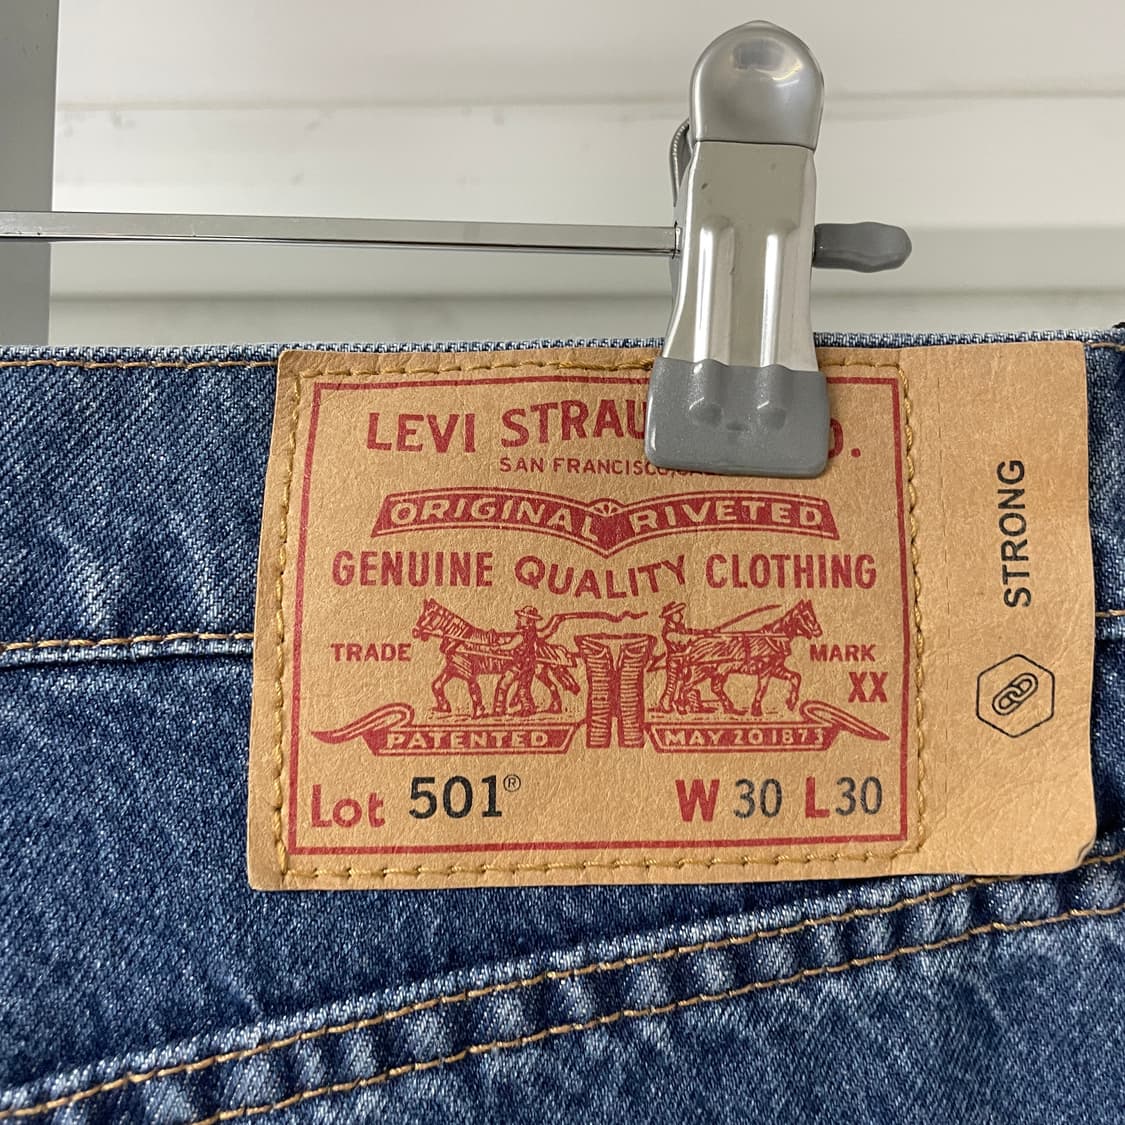 LEVI STRAU O.
SAN FRANCISCO
ORIGINAL RIVETED
GENUINE QUALITY CLOTHING
TRADE MARK
XX
PATENTED MAY 20 1873
Lot 501® W 30 L 30
STRONG